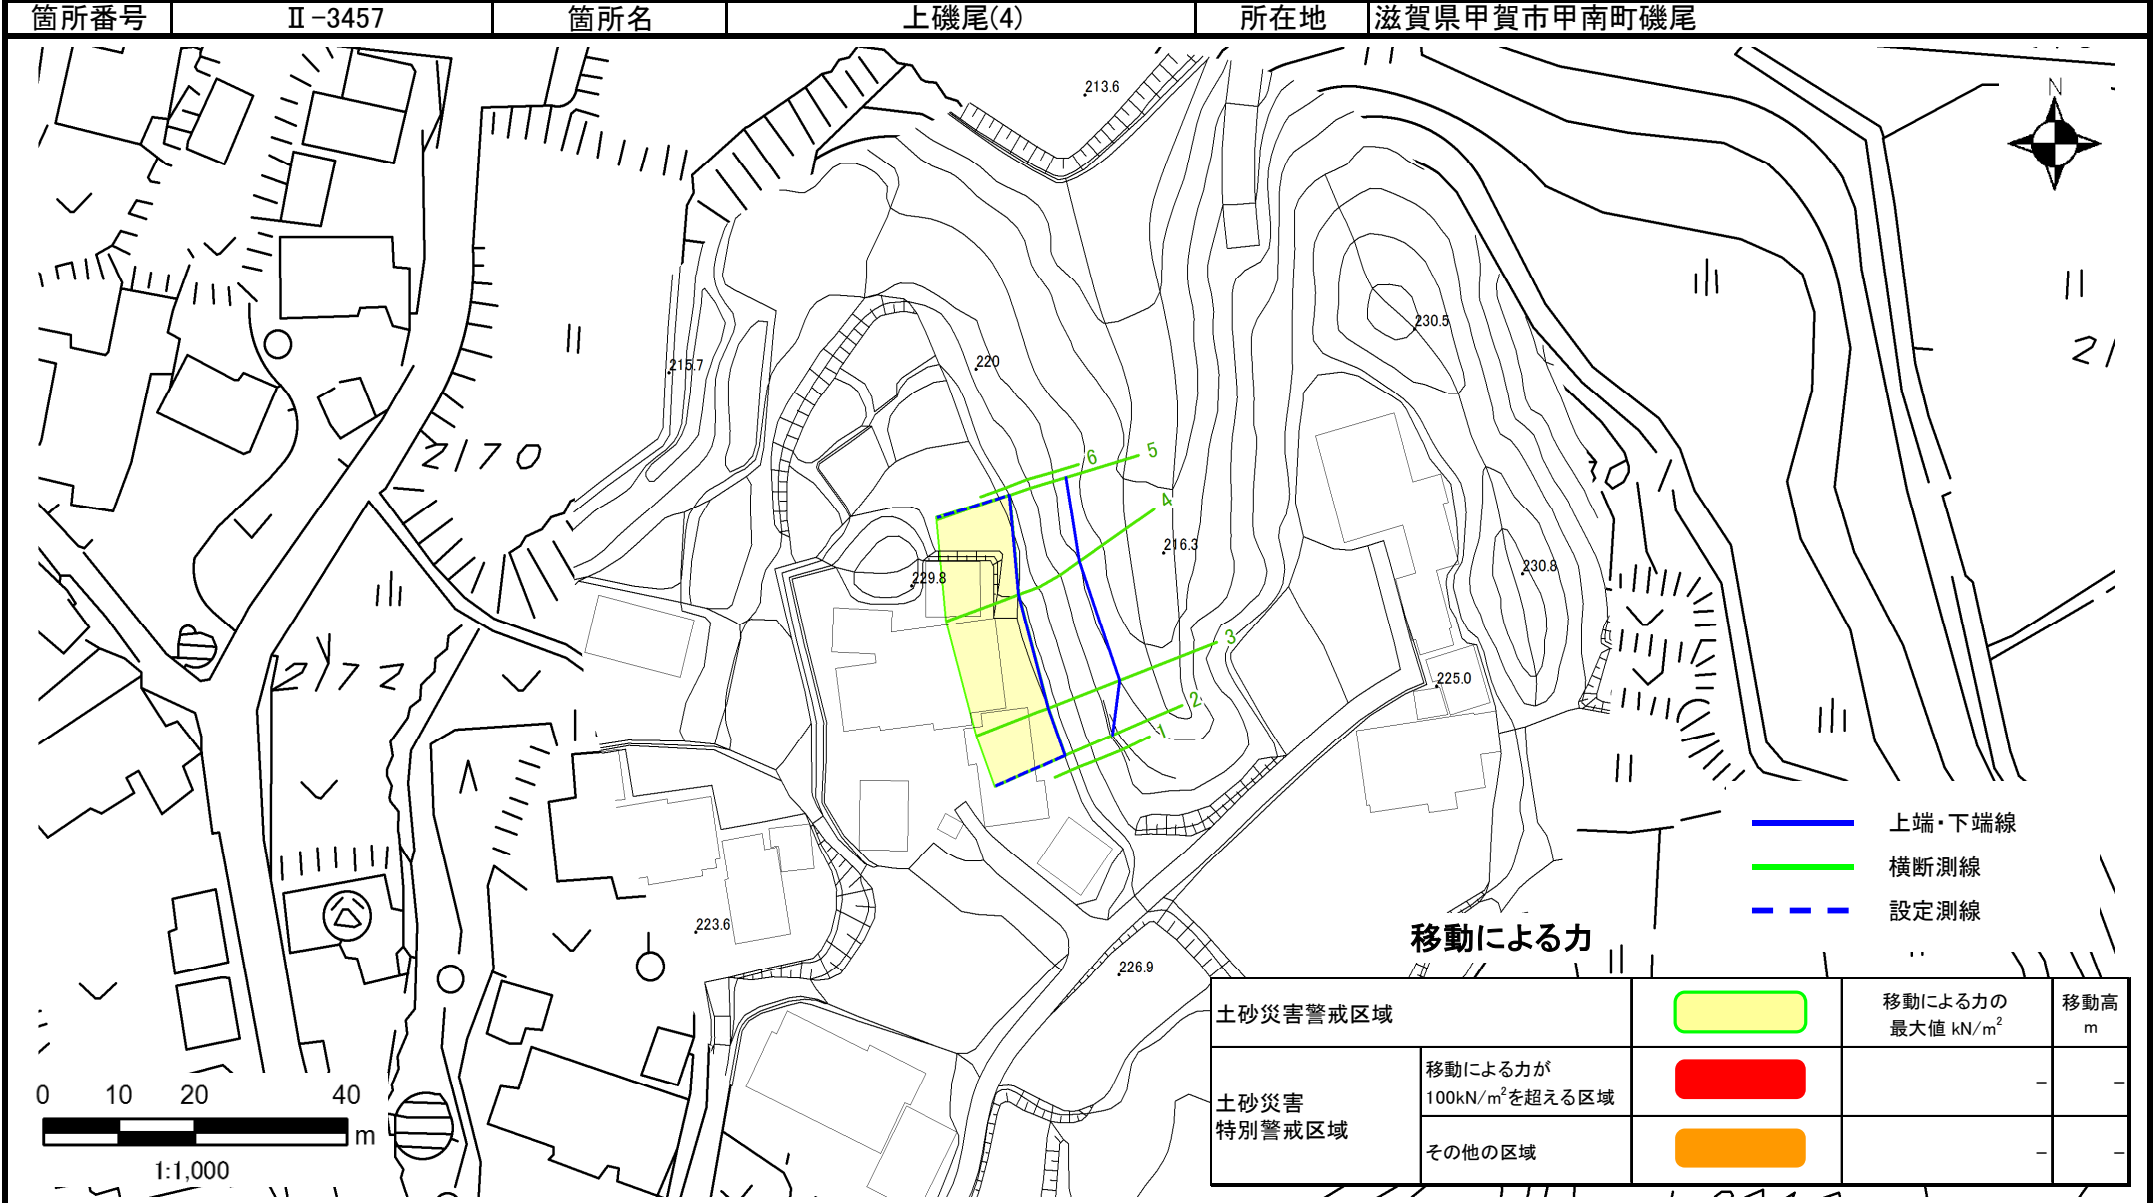 箇所番号 Ⅱ-3457 箇所名 上磯尾(4) 所在地 滋賀県甲賀市甲南町磯尾
213.6
N
230.5
215.7
220
21
2170
6
5
4
216.3
229.8
230.8
3
2172
225.0
2
1
上端・下端線
横断測線
設定測線
223.6
移動による力
226.9
土砂災害警戒区域
移動による力の
最大値 kN/m²
移動高
m
土砂災害
特別警戒区域
移動による力が
100kN/m²を超える区域
- -
その他の区域
- -
0 10 20 40
m
1:1,000